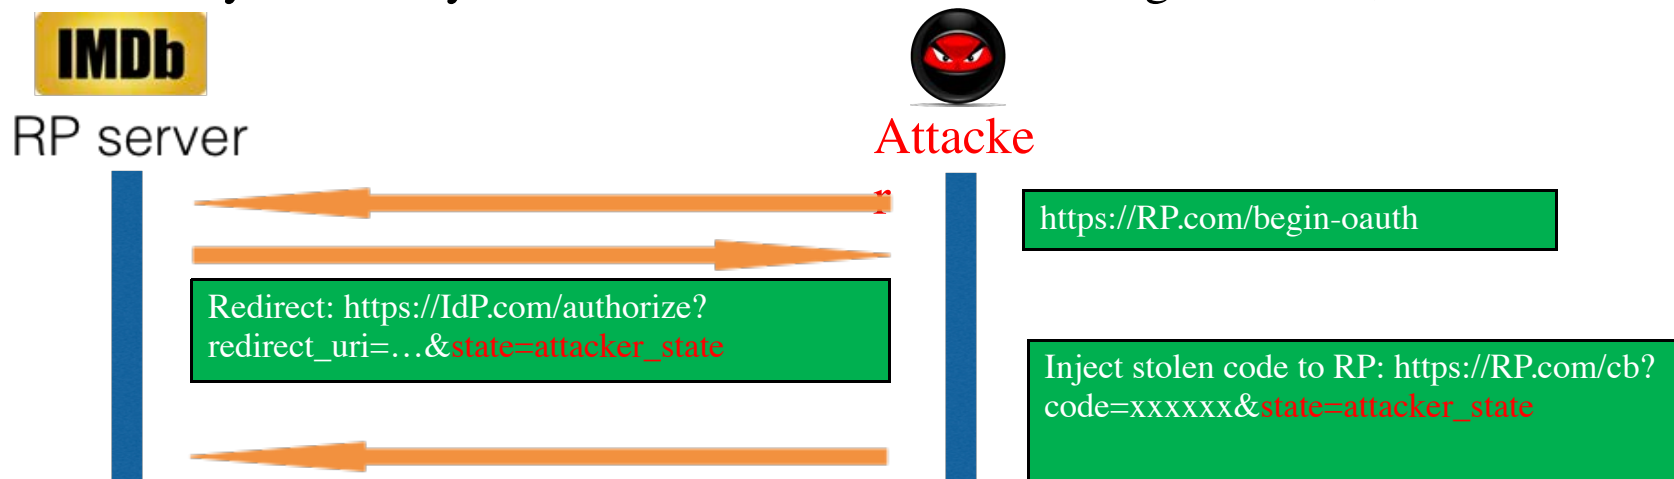 IMDb
RP server
Attacke
r
https://RP.com/begin-oauth
Redirect: https://IdP.com/authorize?
redirect_uri=…&state=attacker_state
Inject stolen code to RP: https://RP.com/cb?
code=xxxxxx&state=attacker_state